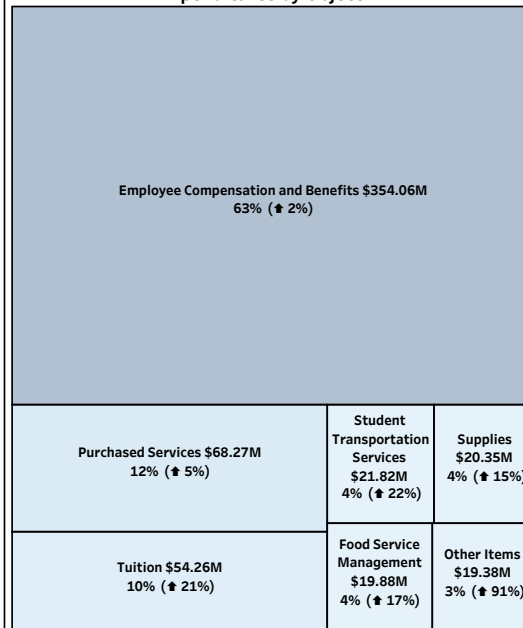 Employee Compensation and Benefits $354.06M
63% (⬆ 2%)
Purchased Services $68.27M
12% (⬆ 5%)
Student
Transportation
Services
$21.82M
4% (⬆ 22%)
Supplies
$20.35M
4% (⬆ 15%)
Tuition $54.26M
10% (⬆ 21%)
Food Service
Management
$19.88M
4% (⬆ 17%)
Other Items
$19.38M
3% (⬆ 91%)